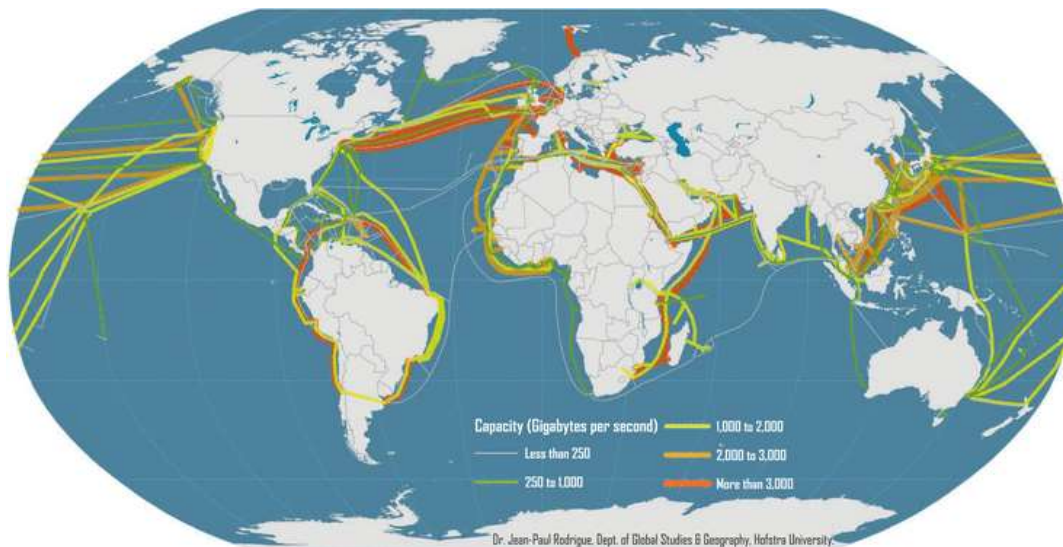 Capacity (Gigabytes per second)
Less than 250
250 to 1,000
1,000 to 2,000
2,000 to 3,000
More than 3,000
Dr. Jean-Paul Rodrigue, Dept. of Global Studies & Geography, Hofstra University.